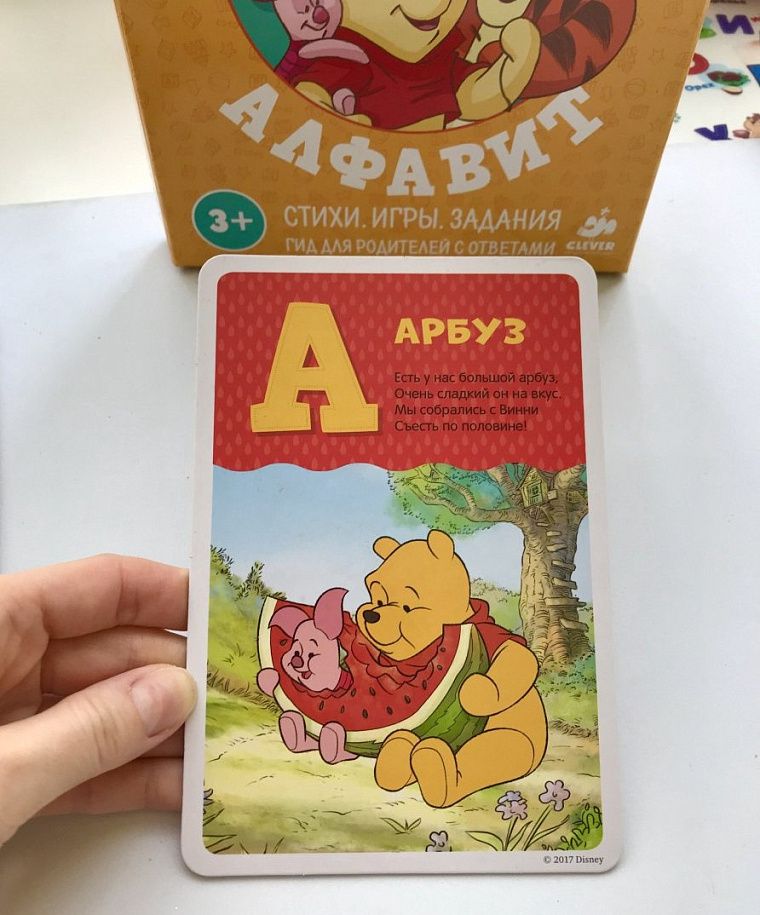 АЛФАВИТ
3+
СТИХИ. ИГРЫ. ЗАДАНИЯ
ГИД ДЛЯ РОДИТЕЛЕЙ С ОТВЕТАМИ
CLEVER
Орех
И
А
АРБУЗ
Есть у нас большой арбуз,
Очень сладкий он на вкус.
Мы собрались с Винни
Съесть по половине!
© 2017 Disney